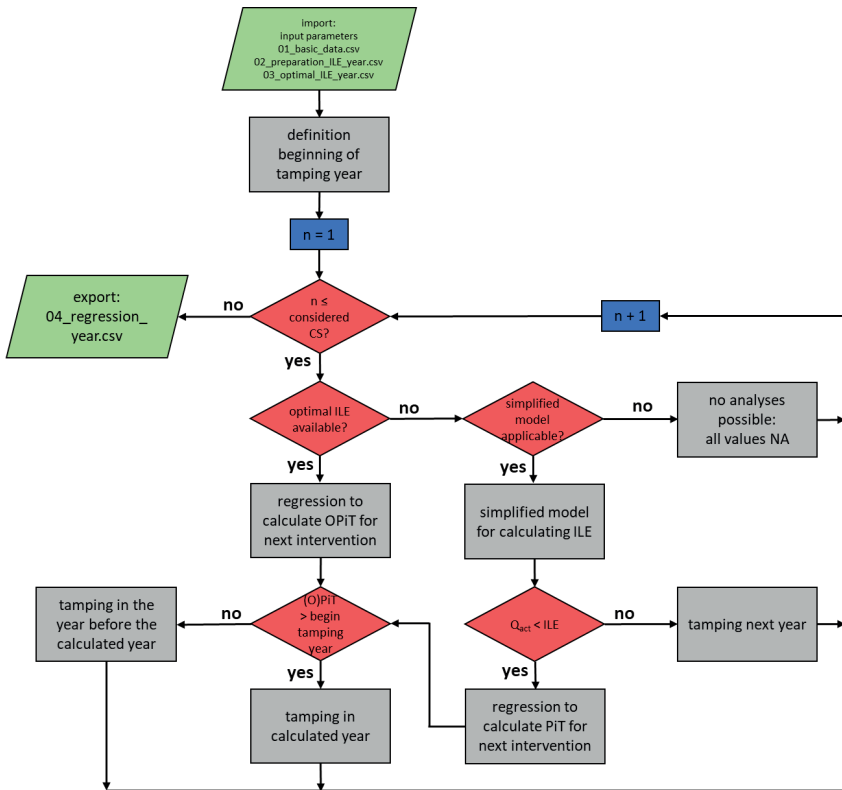 import:
input parameters
01_basic_data.csv
02_preparation_ILE_year.csv
03_optimal_ILE_year.csv
definition
beginning of
tamping year
n = 1
export:
04_regression_
year.csv
no
n ≤
considered
CS?
n + 1
yes
optimal ILE
available?
no
simplified
model
applicable?
no
no analyses
possible:
all values NA
yes
yes
regression to
calculate OPiT for
next intervention
simplified model
for calculating ILE
tamping in the
year before the
calculated year
no
(O)PiT
> begin
tamping
year
Qact < ILE
no
tamping next year
yes
yes
tamping in
calculated year
regression to
calculate PiT for
next intervention